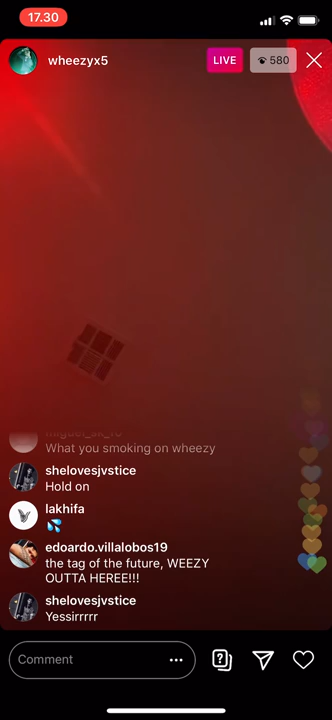 17.30
wheezyx5
LIVE
580
What you smoking on wheezy
shelovesjvstice
Hold on
lakhifa
💦
edoardo.villalobos19
the tag of the future, WEEZY
OUTTA HEREE!!!
shelovesjvstice
Yessirrrrr
Comment